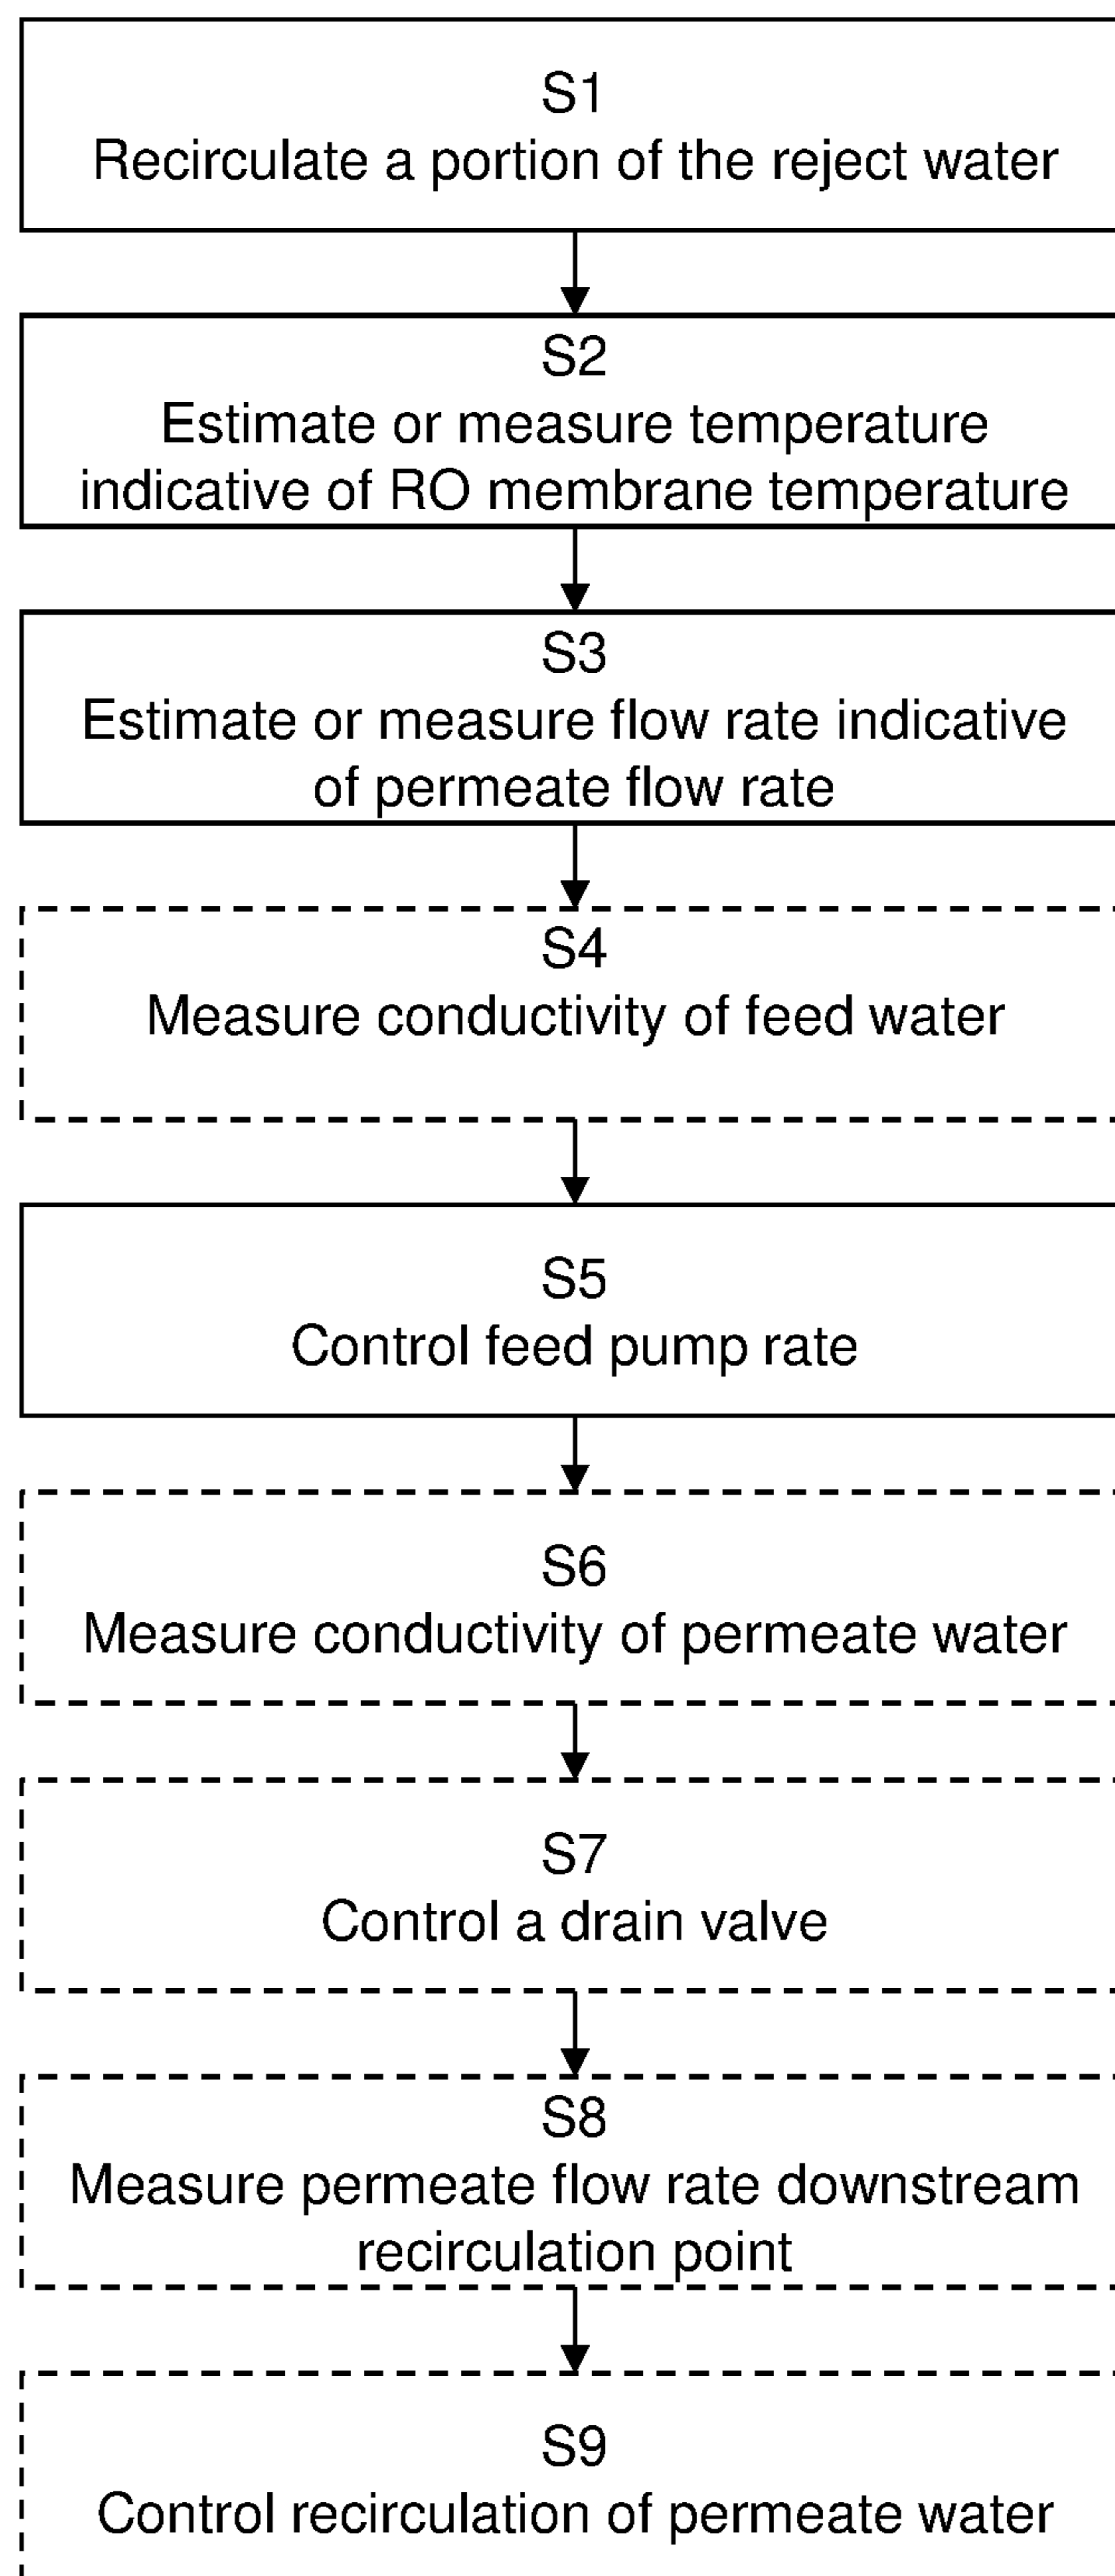 S1
Recirculate a portion of the reject water
S2
Estimate or measure temperature
indicative of RO membrane temperature
S3
Estimate or measure flow rate indicative
of permeate flow rate
S4
Measure conductivity of feed water
S5
Control feed pump rate
S6
Measure conductivity of permeate water
S7
Control a drain valve
S8
Measure permeate flow rate downstream
recirculation point
S9
Control recirculation of permeate water